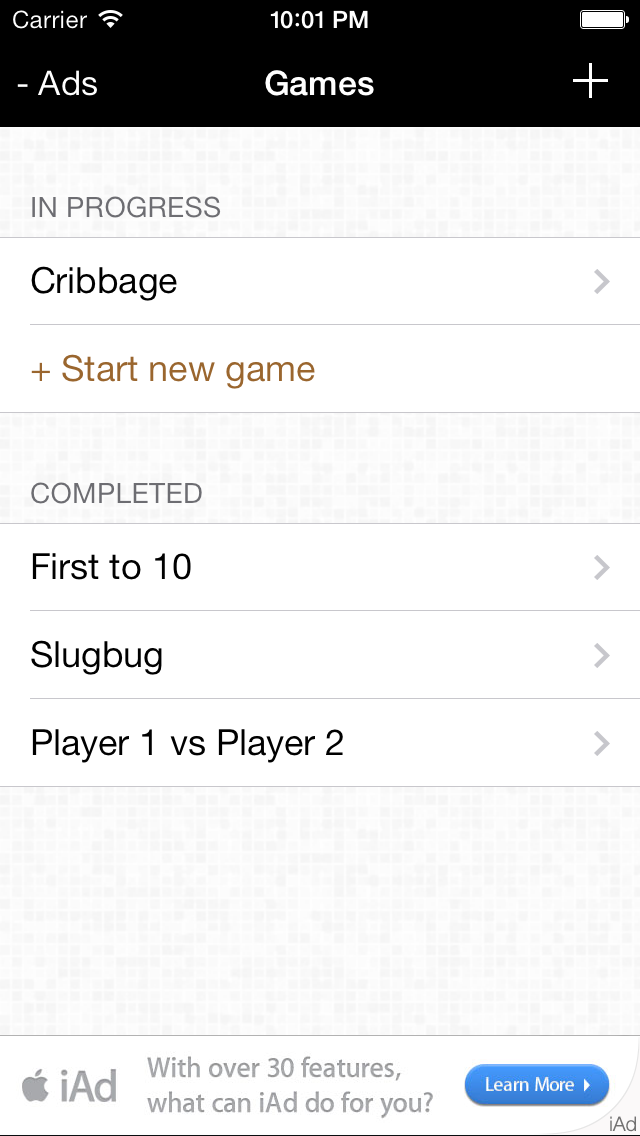 Carrier 10:01 PM
- Ads Games +
IN PROGRESS
Cribbage
+ Start new game
COMPLETED
First to 10
Slugbug
Player 1 vs Player 2
iAd
With over 30 features,
what can iAd do for you?
Learn More
iAd